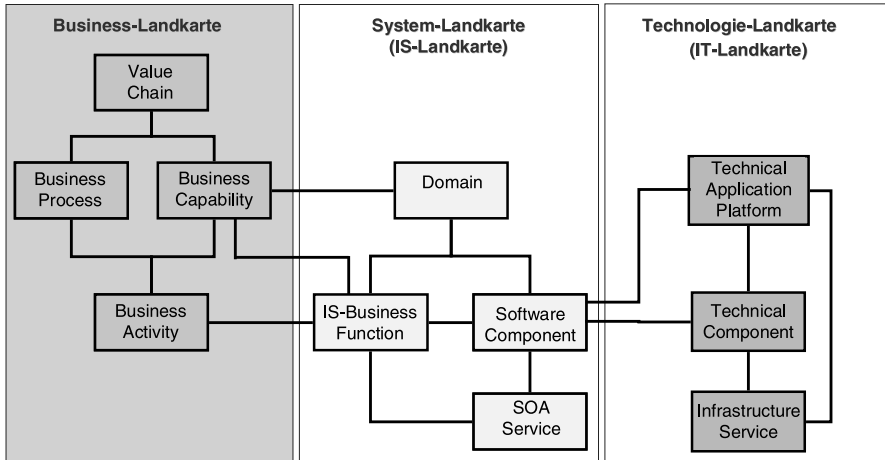 Business-Landkarte
Value
Chain
Business
Process
Business
Capability
Business
Activity
System-Landkarte
(IS-Landkarte)
Domain
IS-Business
Function
Software
Component
SOA
Service
Technologie-Landkarte
(IT-Landkarte)
Technical
Application
Platform
Technical
Component
Infrastructure
Service